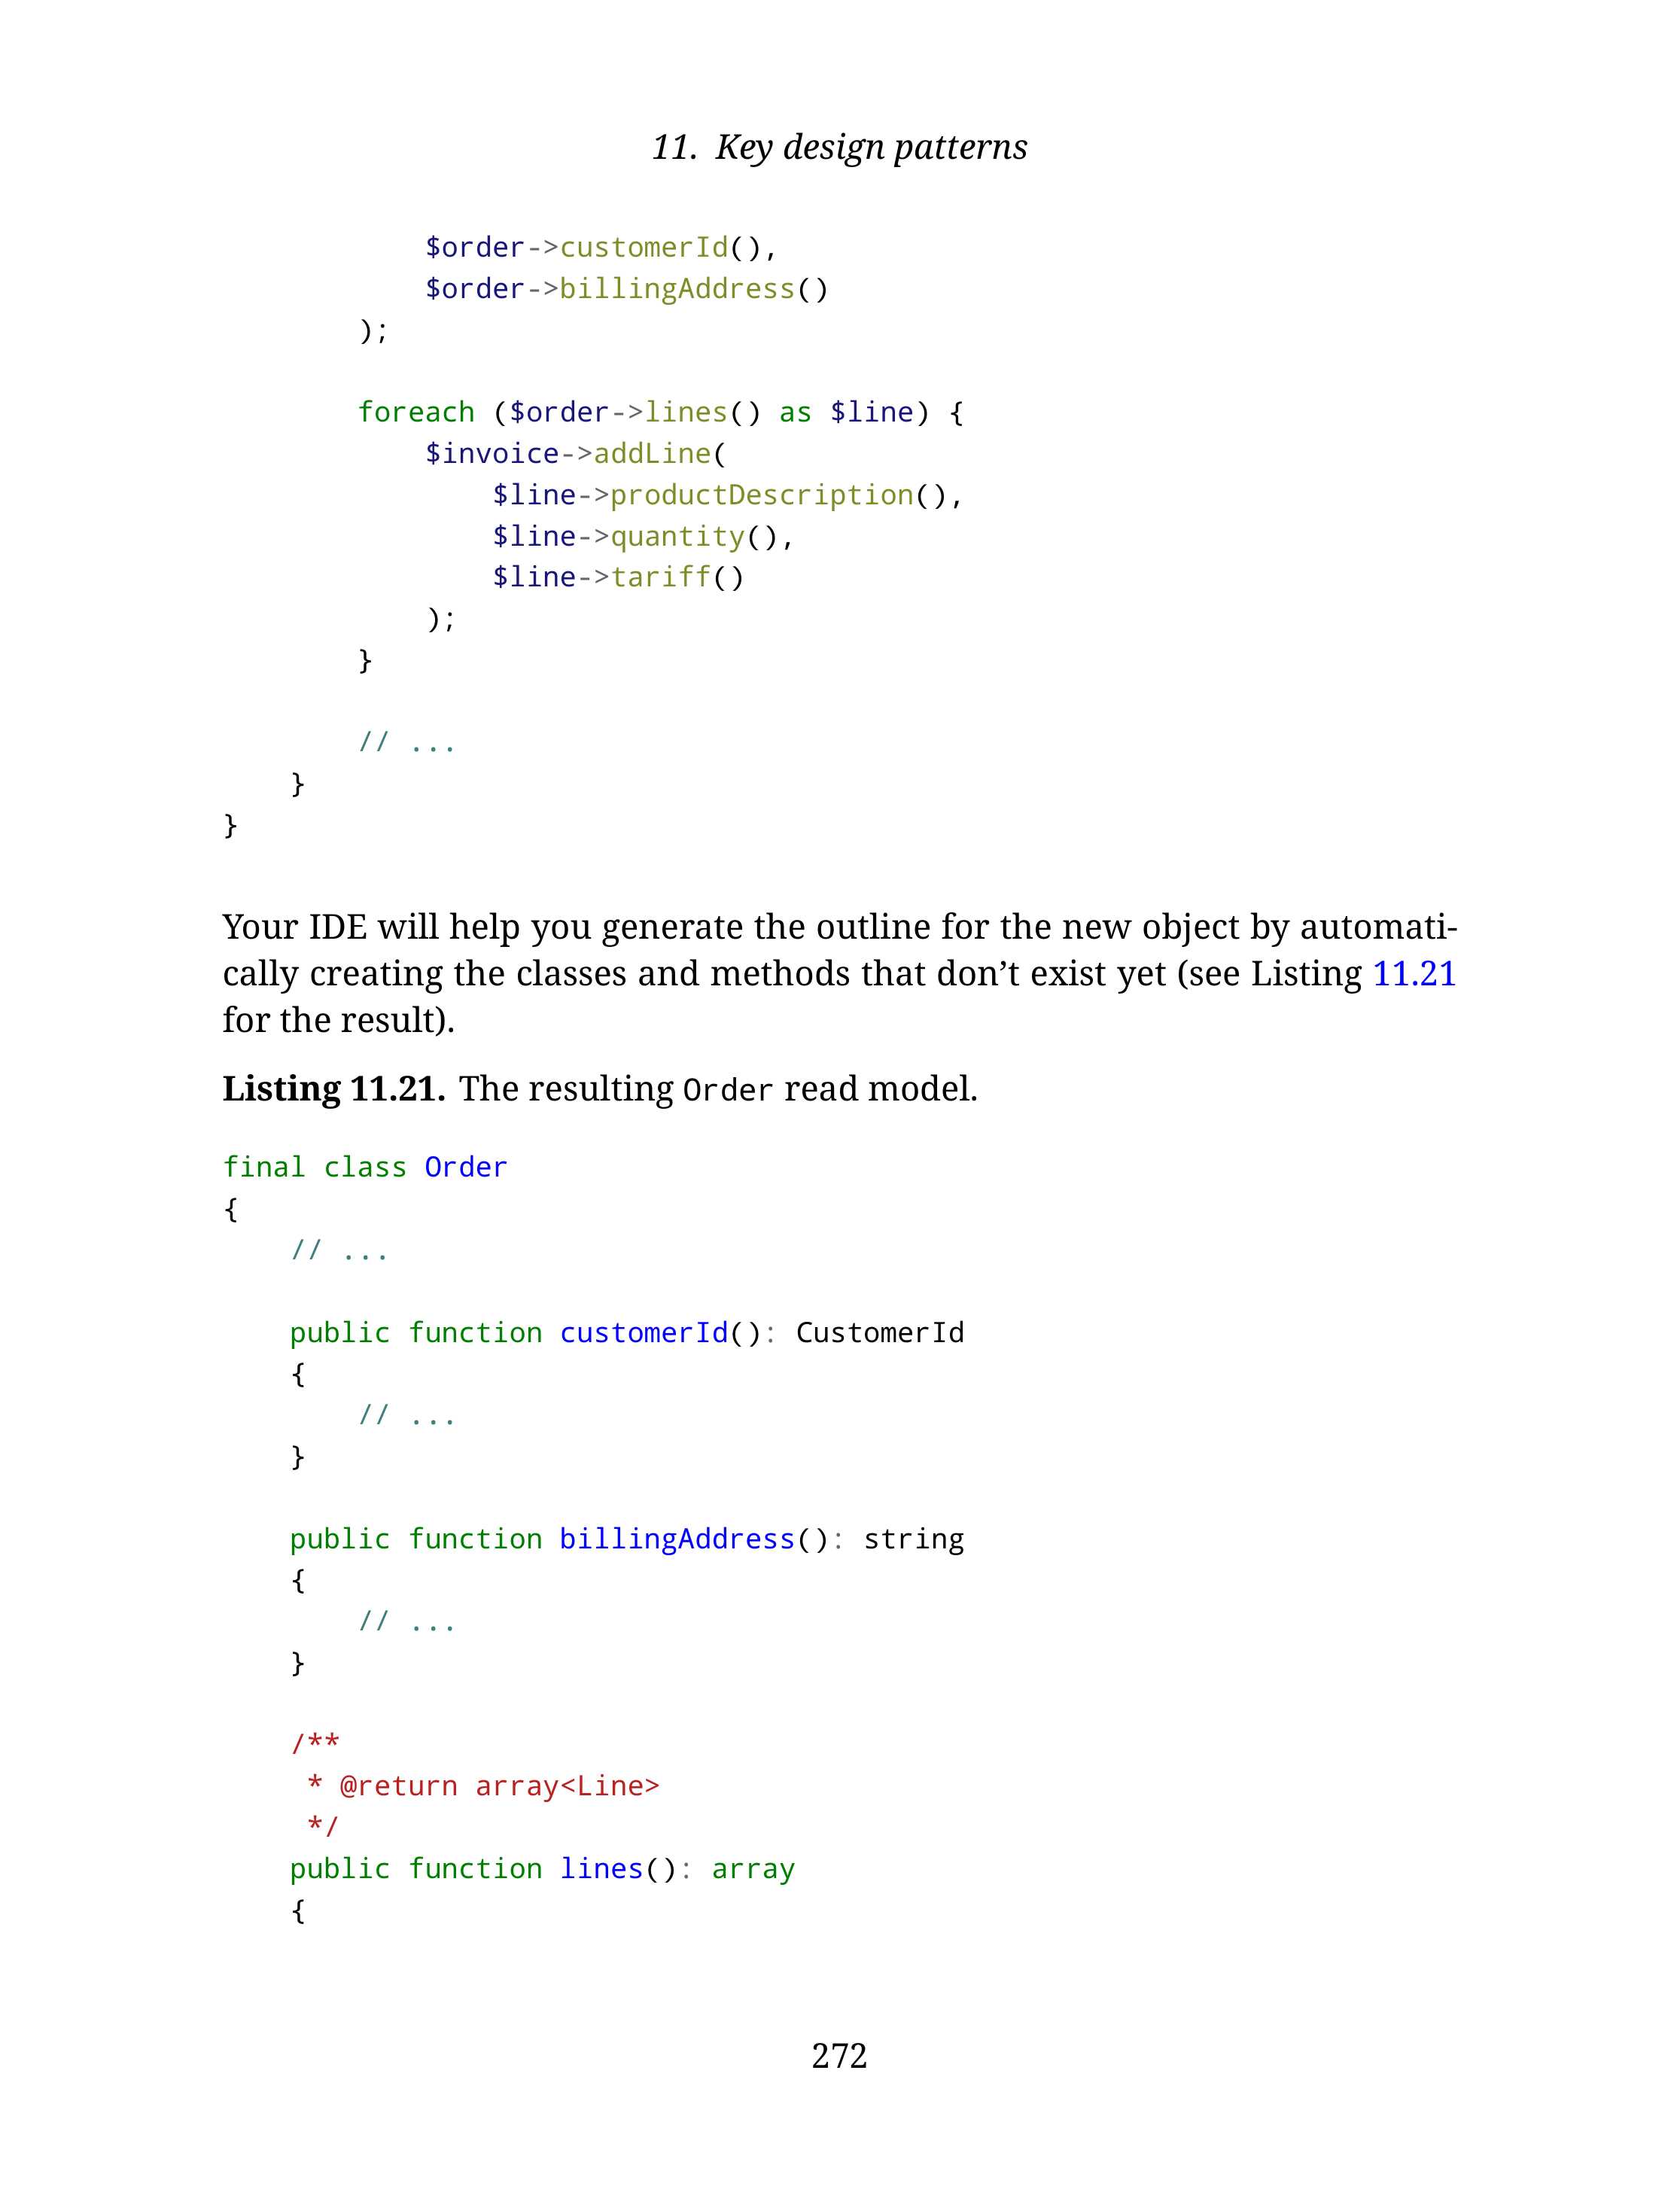 11. Key design patterns
            $order->customerId(),
            $order->billingAddress()
        );

        foreach ($order->lines() as $line) {
            $invoice->addLine(
                $line->productDescription(),
                $line->quantity(),
                $line->tariff()
            );
        }

        // ...
    }
}

Your IDE will help you generate the outline for the new object by automati-
cally creating the classes and methods that don’t exist yet (see Listing 11.21
for the result).
Listing 11.21. The resulting Order read model.

final class Order
{
    // ...

    public function customerId(): CustomerId
    {
        // ...
    }

    public function billingAddress(): string
    {
        // ...
    }

    /**
     * @return array<Line>
     */
    public function lines(): array
    {

272